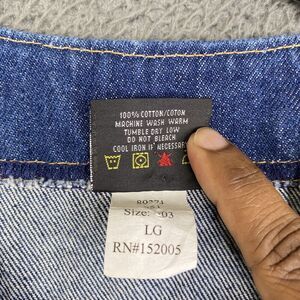 100% COTTON/COTON
MACHINE WASH WARM
TUMBLE DRY LOW
DO NOT BLEACH
COOL IRON IF NECESSARY
Size: 03
LG
RN#152005